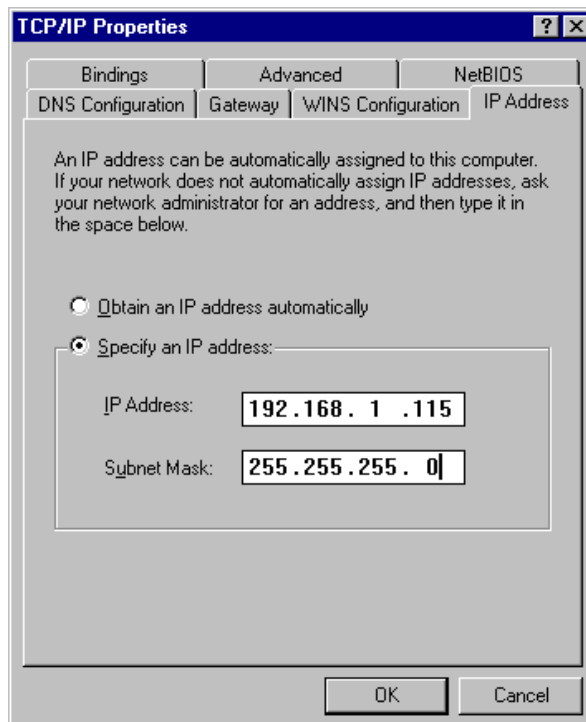 TCP/IP Properties
? X
Bindings Advanced NetBIOS
DNS Configuration Gateway WINS Configuration IP Address
An IP address can be automatically assigned to this computer.
If your network does not automatically assign IP addresses, ask
your network administrator for an address, and then type it in
the space below.
Obtain an IP address automatically
Specify an IP address:
IP Address: 192.168. 1 .115
Subnet Mask: 255.255.255. 0
OK Cancel